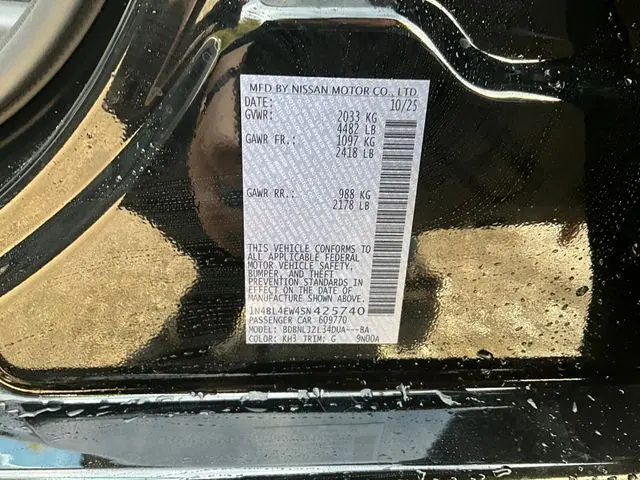 MFD BY NISSAN MOTOR CO., LTD.
DATE: 10/25
GVWR: 2033 KG
4482 LB
GAWR FR.: 1097 KG
2418 LB
GAWR RR.: 988 KG
2178 LB
THIS VEHICLE CONFORMS TO
ALL APPLICABLE FEDERAL
MOTOR VEHICLE SAFETY,
BUMPER, AND THEFT
PREVENTION STANDARDS
IN EFFECT ON THE DATE OF
MANUFACTURE SHOWN ABOVE.
1N4BL4EW4SN425740
PASSENGER CAR 609770
MODEL: BDBNL3ZL34DUA---BA
COLOR: KH3 TRIM: G 9N00A